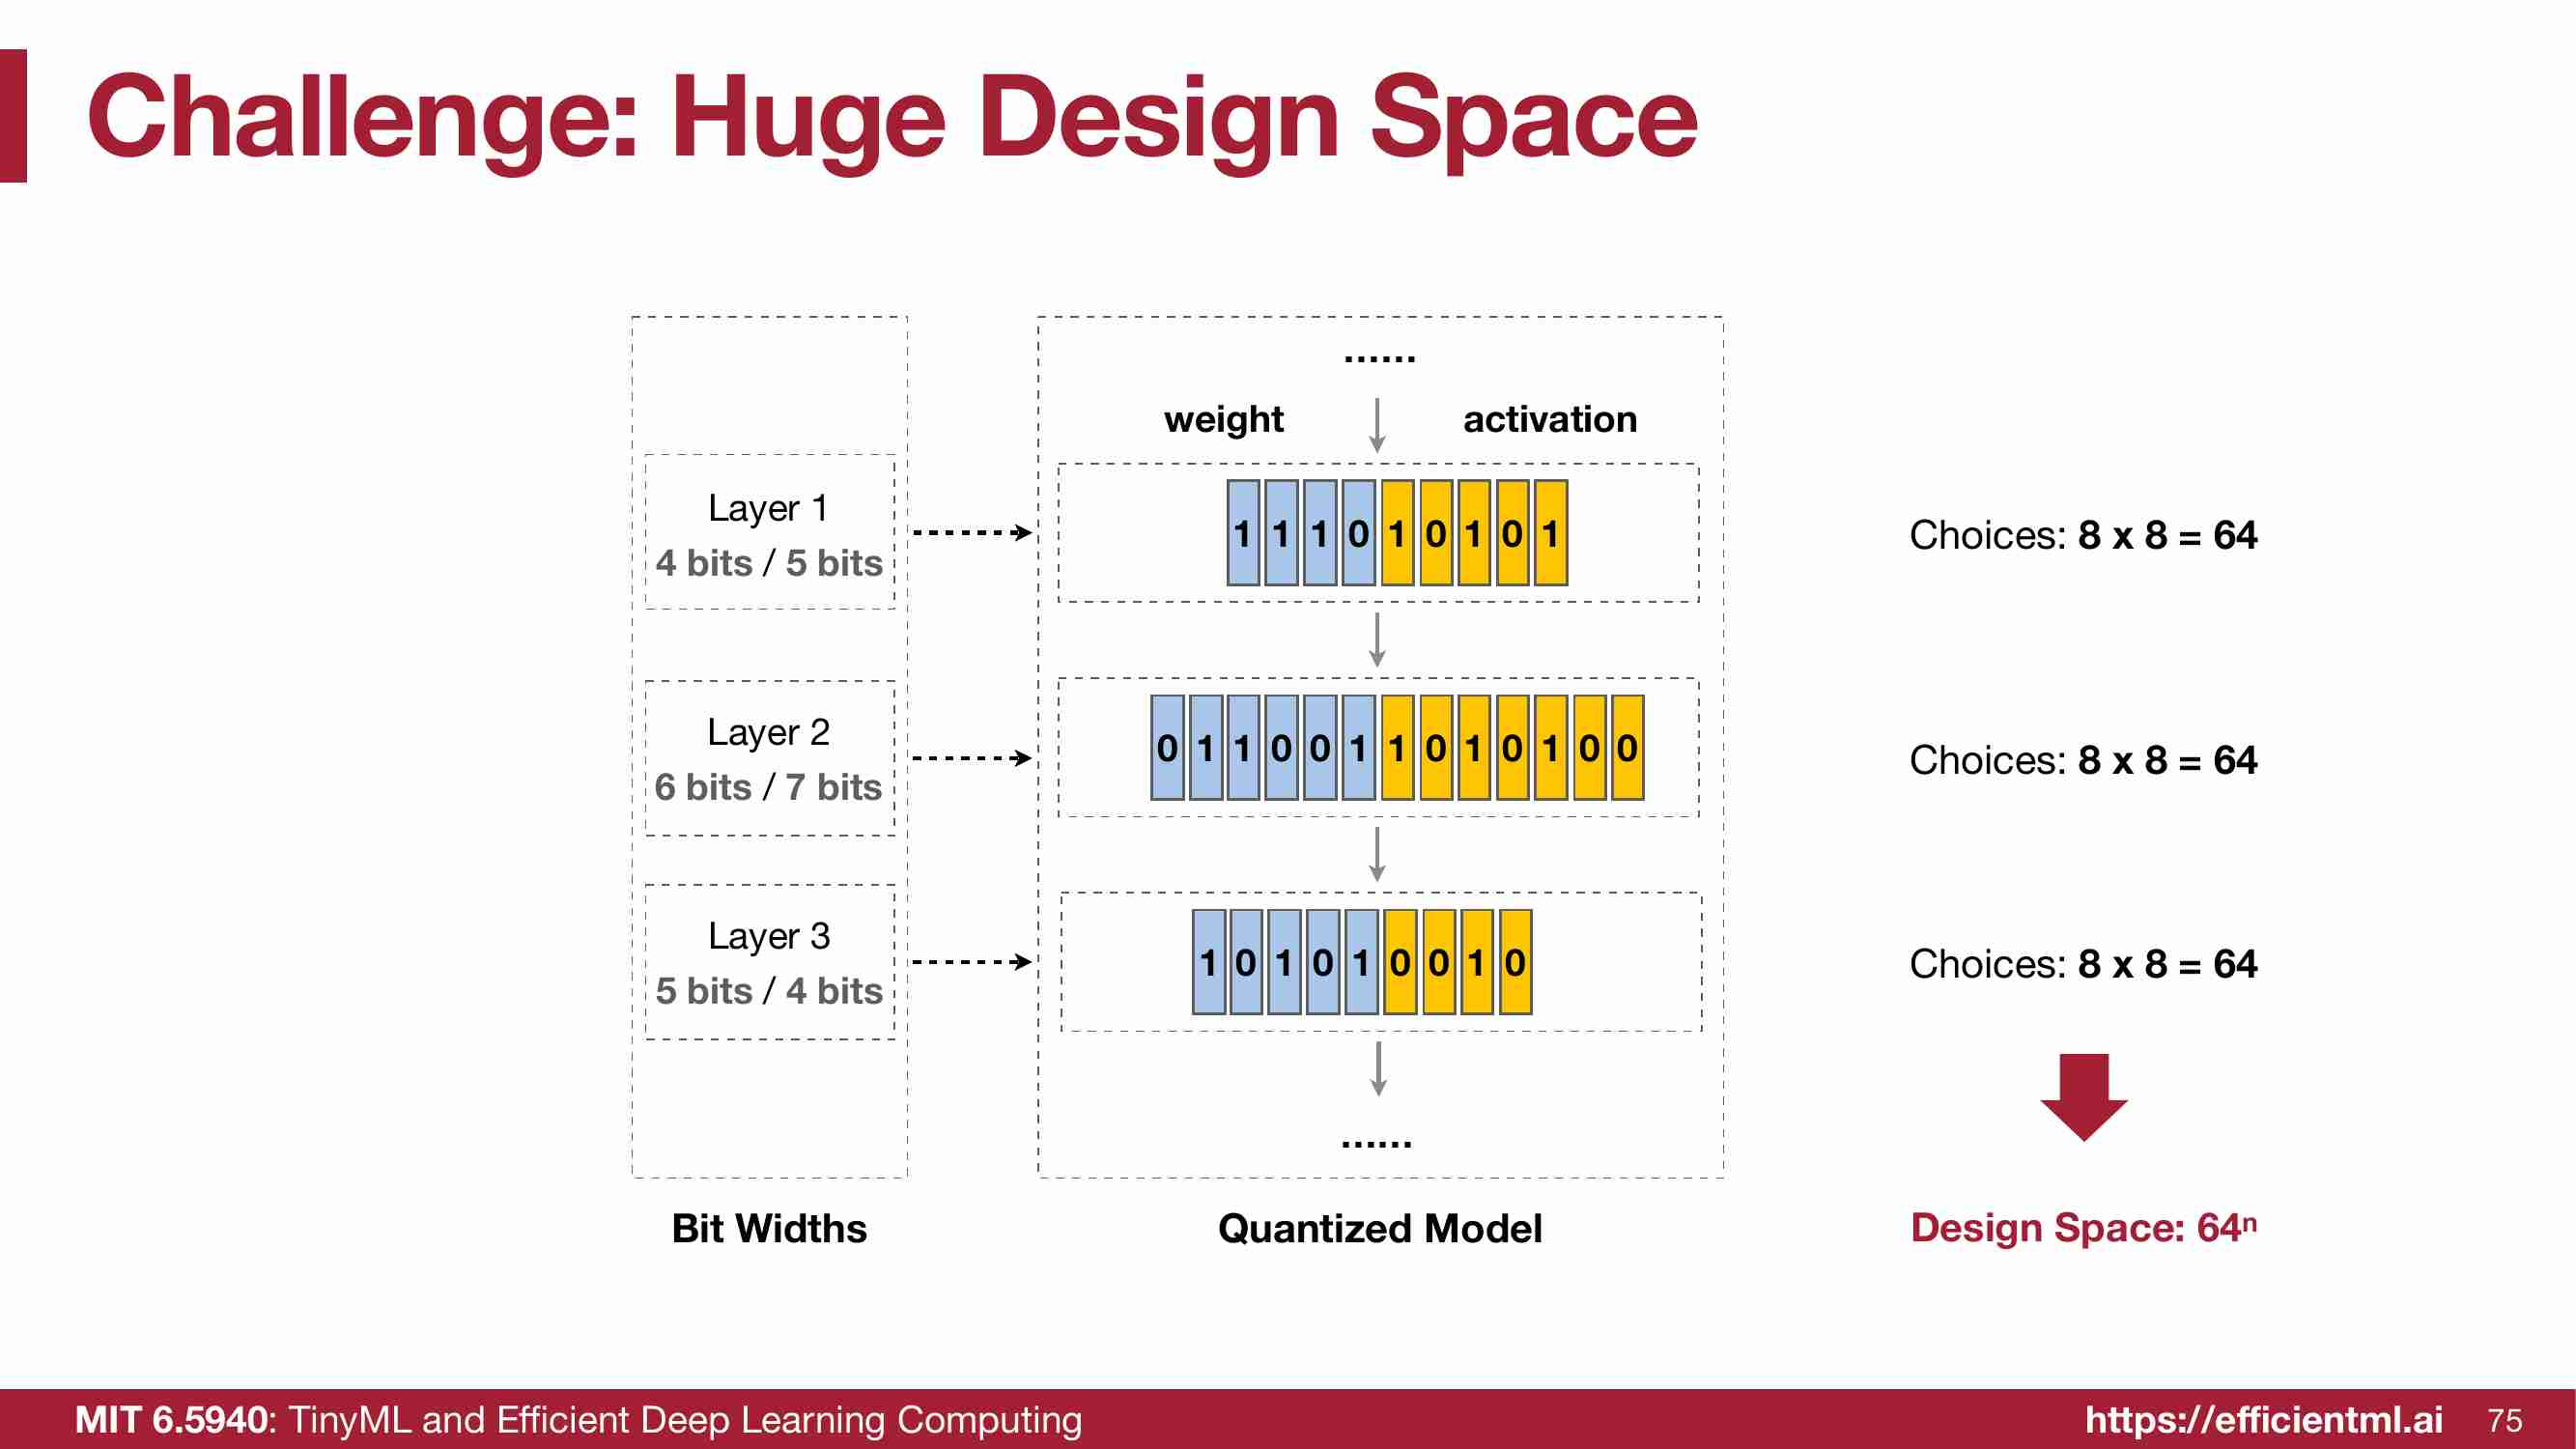 Challenge: Huge Design Space
......
weight activation
Layer 1
4 bits / 5 bits
1 1 1 0 1 0 1 0 1
Choices: 8 x 8 = 64
Layer 2
6 bits / 7 bits
0 1 1 0 0 1 1 0 1 0 1 0 0
Choices: 8 x 8 = 64
Layer 3
5 bits / 4 bits
1 0 1 0 1 0 0 1 0
Choices: 8 x 8 = 64
......
Bit Widths
Quantized Model
Design Space: 64ⁿ
MIT 6.5940: TinyML and Efficient Deep Learning Computing
https://efficientml.ai 75